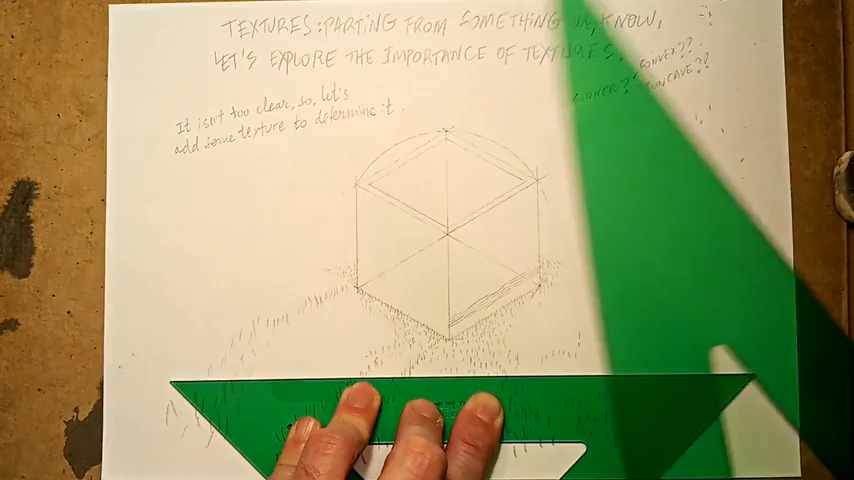 TEXTURES: PARTING FROM SOMETHING WE KNOW,
LET'S EXPLORE THE IMPORTANCE OF TEXTURES.
CONVEX??
CORNER?
CONCAVE?!
It isn't too clear, so, let's
add some texture to determine it.